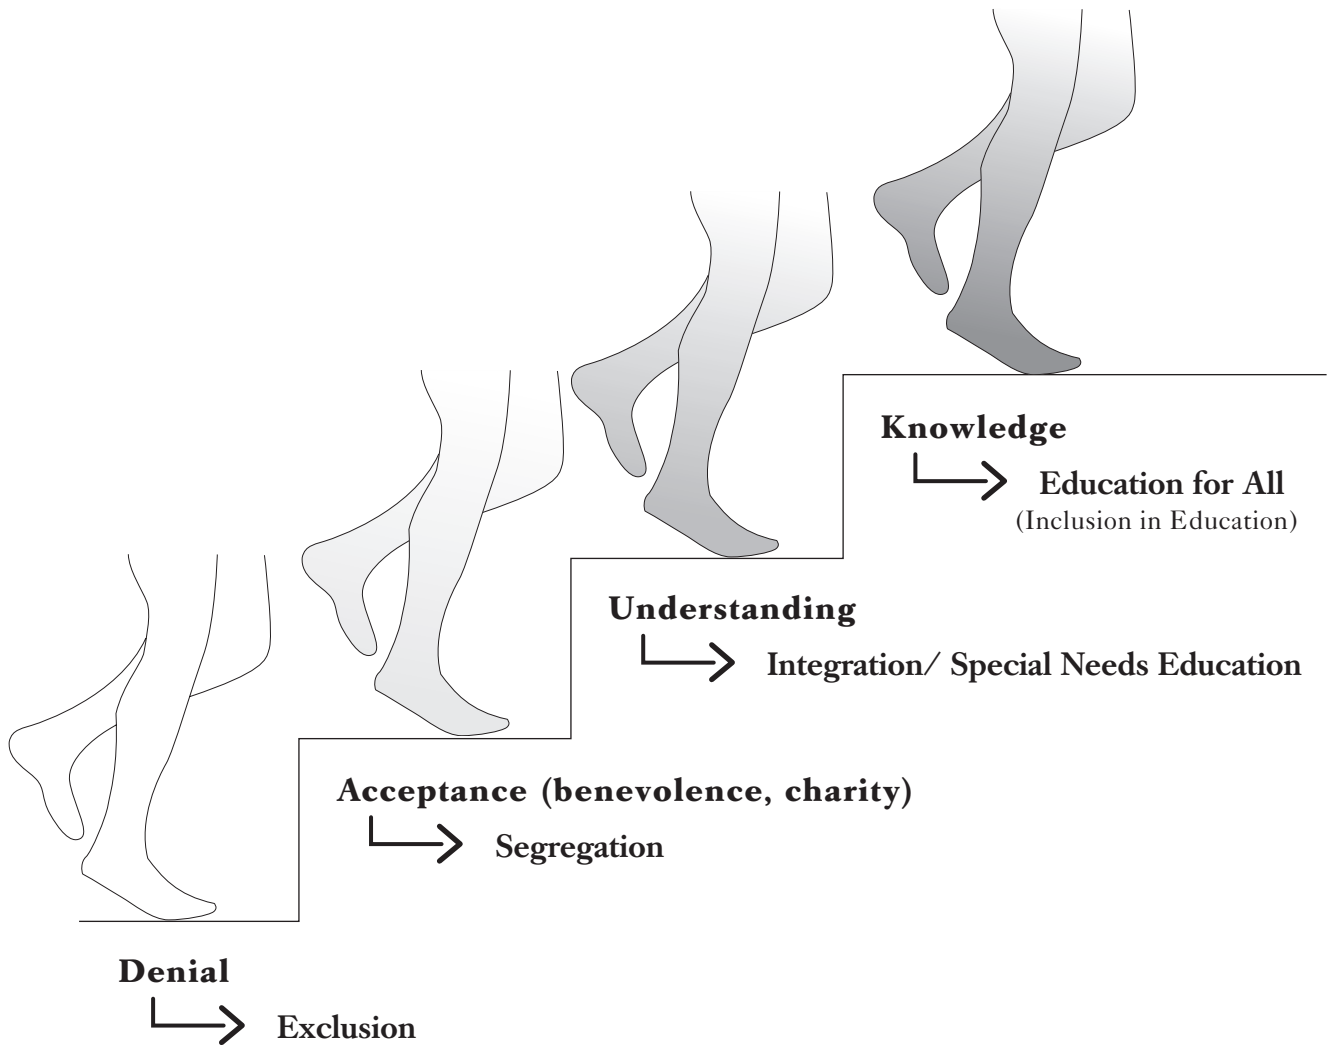 Knowledge
Education for All
(Inclusion in Education)
Understanding
Integration/ Special Needs Education
Acceptance (benevolence, charity)
Segregation
Denial
Exclusion